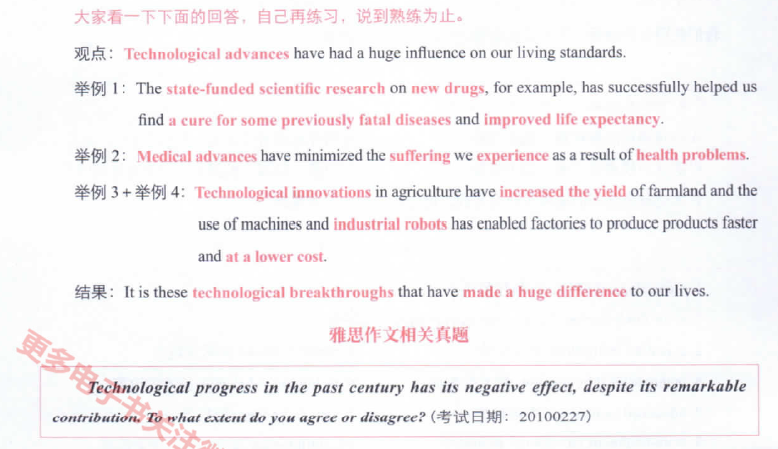 大家看一下下面的回答，自己再练习，说到熟练为止。
观点：Technological advances have had a huge influence on our living standards.
举例 1：The state-funded scientific research on new drugs, for example, has successfully helped us
find a cure for some previously fatal diseases and improved life expectancy.
举例 2：Medical advances have minimized the suffering we experience as a result of health problems.
举例 3 + 举例 4：Technological innovations in agriculture have increased the yield of farmland and the
use of machines and industrial robots has enabled factories to produce products faster
and at a lower cost.
结果：It is these technological breakthroughs that have made a huge difference to our lives.
雅思作文相关真题
Technological progress in the past century has its negative effect, despite its remarkable
contribution. To what extent do you agree or disagree? (考试日期：20100227)
更多电子书关注